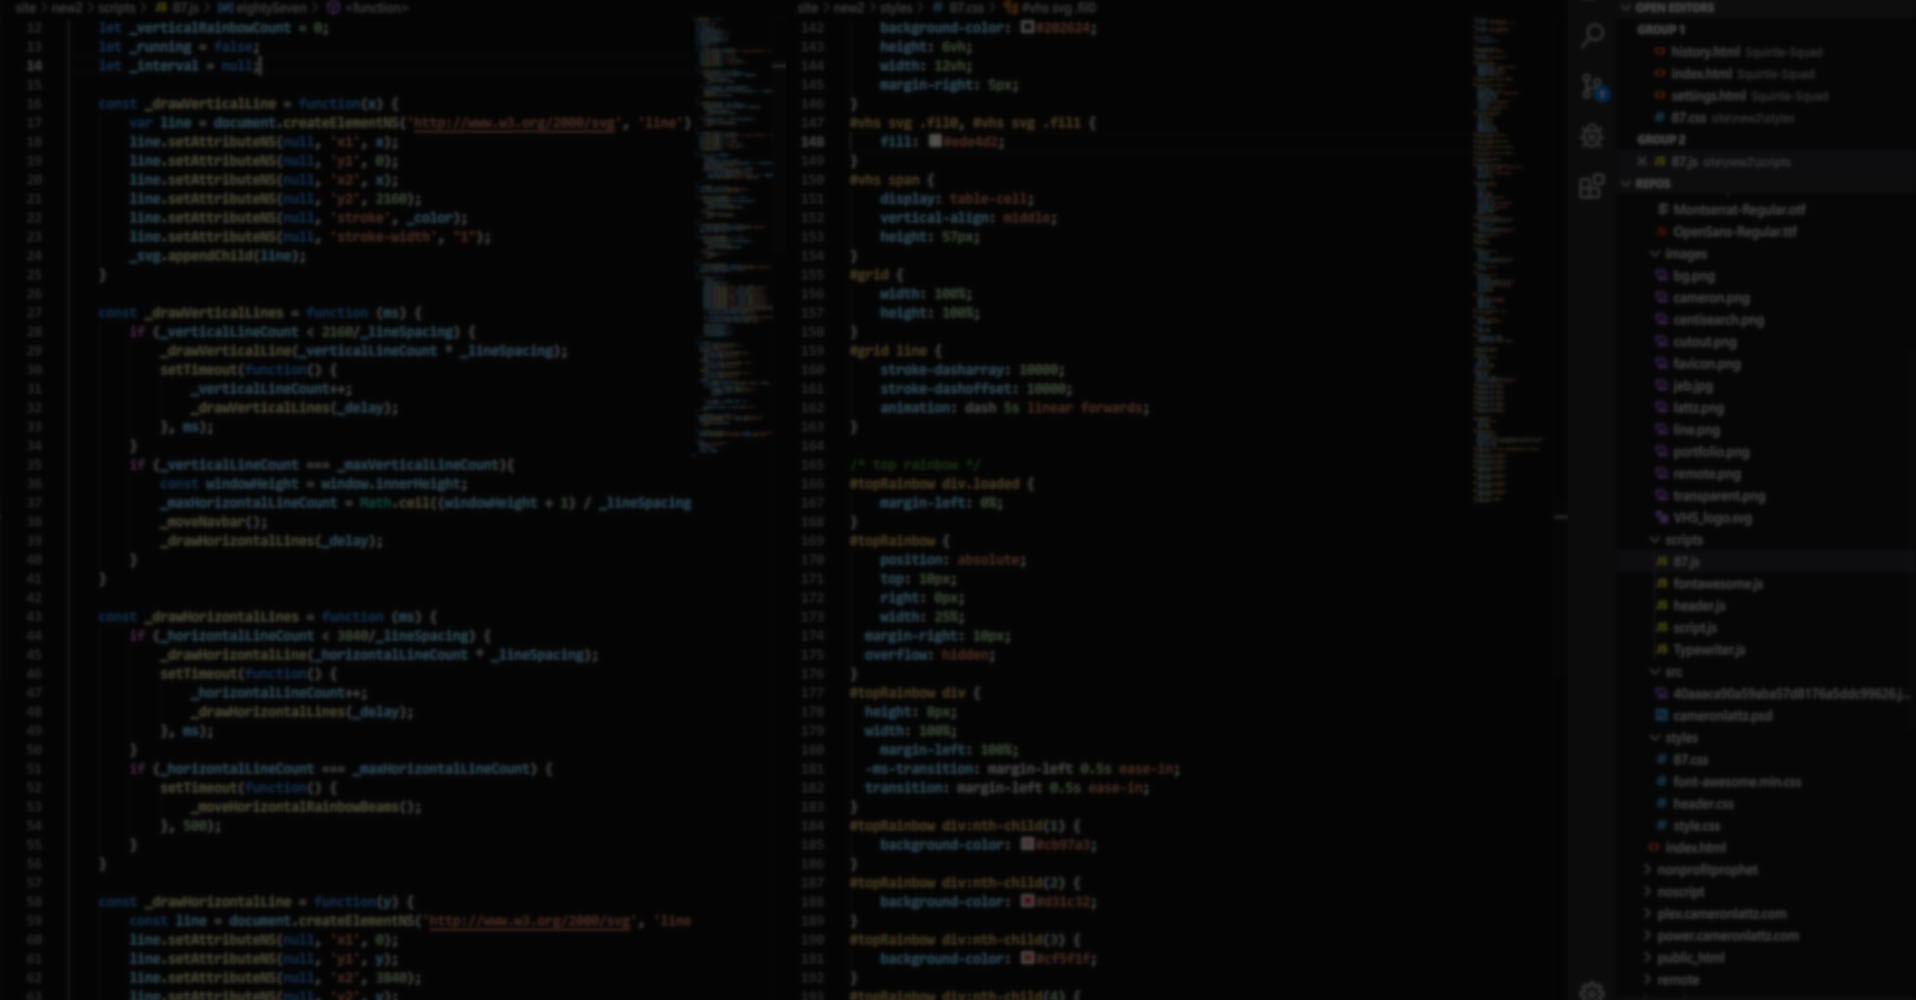 site > new2 > scripts > JS 87.js > eightySeven > <function>
12 let _verticalRainbowCount = 0;
13 let _running = false;
14 let _interval = null;
15
16 const _drawVerticalLine = function(x) {
17 var line = document.createElementNS('http://www.w3.org/2000/svg', 'line')
18 line.setAttributeNS(null, 'x1', x);
19 line.setAttributeNS(null, 'y1', 0);
20 line.setAttributeNS(null, 'x2', x);
21 line.setAttributeNS(null, 'y2', 2160);
22 line.setAttributeNS(null, 'stroke', _color);
23 line.setAttributeNS(null, 'stroke-width', "1");
24 _svg.appendChild(line);
25 }
26
27 const _drawVerticalLines = function (ms) {
28 if (_verticalLineCount < 2160/_lineSpacing) {
29 _drawVerticalLine(_verticalLineCount * _lineSpacing);
30 setTimeout(function() {
31 _verticalLineCount++;
32 _drawVerticalLines(_delay);
33 }, ms);
34 }
35 if (_verticalLineCount === _maxVerticalLineCount){
36 const windowHeight = window.innerHeight;
37 _maxHorizontalLineCount = Math.ceil((windowHeight + 1) / _lineSpacing
38 _moveNavbar();
39 _drawHorizontalLines(_delay);
40 }
41 }
42
43 const _drawHorizontalLines = function (ms) {
44 if (_horizontalLineCount < 3840/_lineSpacing) {
45 _drawHorizontalLine(_horizontalLineCount * _lineSpacing);
46 setTimeout(function() {
47 _horizontalLineCount++;
48 _drawHorizontalLines(_delay);
49 }, ms);
50 }
51 if (_horizontalLineCount === _maxHorizontalLineCount) {
52 setTimeout(function() {
53 _moveHorizontalRainbowBeams();
54 }, 500);
55 }
56 }
57
58 const _drawHorizontalLine = function(y) {
59 const line = document.createElementNS('http://www.w3.org/2000/svg', 'line
60 line.setAttributeNS(null, 'x1', 0);
61 line.setAttributeNS(null, 'y1', y);
62 line.setAttributeNS(null, 'x2', 3840);
63 line.setAttributeNS(null, 'y2', y);
site > new2 > styles > # 87.css > #vhs svg .fil0
142 background-color: #202624;
143 height: 6vh;
144 width: 12vh;
145 margin-right: 5px;
146 }
147 #vhs svg .fil0, #vhs svg .fil1 {
148 fill: #ede4d2;
149 }
150 #vhs span {
151 display: table-cell;
152 vertical-align: middle;
153 height: 57px;
154 }
155 #grid {
156 width: 100%;
157 height: 100%;
158 }
159 #grid line {
160 stroke-dasharray: 10000;
161 stroke-dashoffset: 10000;
162 animation: dash 5s linear forwards;
163 }
164
165 /* top rainbow */
166 #topRainbow div.loaded {
167 margin-left: 0%;
168 }
169 #topRainbow {
170 position: absolute;
171 top: 10px;
172 right: 0px;
173 width: 25%;
174 margin-right: 10px;
175 overflow: hidden;
176 }
177 #topRainbow div {
178 height: 8px;
179 width: 100%;
180 margin-left: 100%;
181 -ms-transition: margin-left 0.5s ease-in;
182 transition: margin-left 0.5s ease-in;
183 }
184 #topRainbow div:nth-child(1) {
185 background-color: #cb97a3;
186 }
187 #topRainbow div:nth-child(2) {
188 background-color: #d31c32;
189 }
190 #topRainbow div:nth-child(3) {
191 background-color: #cf5f1f;
192 }
193 #topRainbow div:nth-child(4) {
OPEN EDITORS
GROUP 1
history.html Squirtle-Squad
index.html Squirtle-Squad
settings.html Squirtle-Squad
# 87.css site\new2\styles
GROUP 2
JS 87.js site\new2\scripts
REPOS
Montserrat-Regular.otf
OpenSans-Regular.ttf
images
bg.png
cameron.png
centisearch.png
cutout.png
favicon.png
jeb.jpg
lattz.png
line.png
portfolio.png
remote.png
transparent.png
VHS_logo.svg
scripts
JS 87.js
JS fontawesome.js
JS header.js
JS script.js
JS Typewriter.js
src
cameronlattz.psd
styles
# 87.css
# font-awesome.min.css
# header.css
# style.css
index.html
nonprofitprophet
noscript
plex.cameronlattz.com
power.cameronlattz.com
public_html
remote